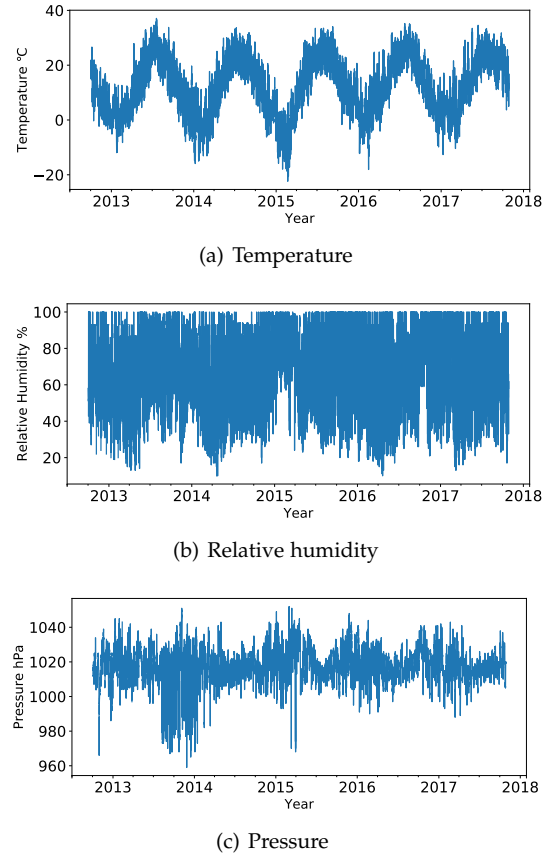 40
20
0
−20
Temperature °C
2013 2014 2015 2016 2017 2018
Year
(a) Temperature
100
80
60
40
20
Relative Humidity %
2013 2014 2015 2016 2017 2018
Year
(b) Relative humidity
1040
1020
1000
980
960
Pressure hPa
2013 2014 2015 2016 2017 2018
Year
(c) Pressure